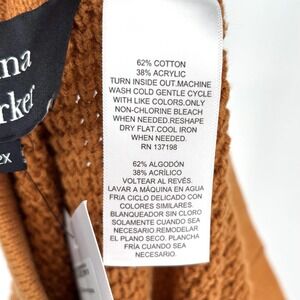 na
rker
2X
62% COTTON
38% ACRYLIC
TURN INSIDE OUT.MACHINE
WASH COLD GENTLE CYCLE
WITH LIKE COLORS.ONLY
NON-CHLORINE BLEACH
WHEN NEEDED.RESHAPE
DRY FLAT.COOL IRON
WHEN NEEDED.
RN 137198
62% ALGODÓN
38% ACRÍLICO
VOLTEAR AL REVÉS.
LAVAR A MÁQUINA EN AGUA
FRIA CICLO DELICADO CON
COLORES SIMILARES.
BLANQUEADOR SIN CLORO
SOLAMENTE CUANDO SEA
NECESARIO REMODELAR
EL PLANO SECO. PLANCHA
FRÍA CUANDO SEA
NECESARIO.